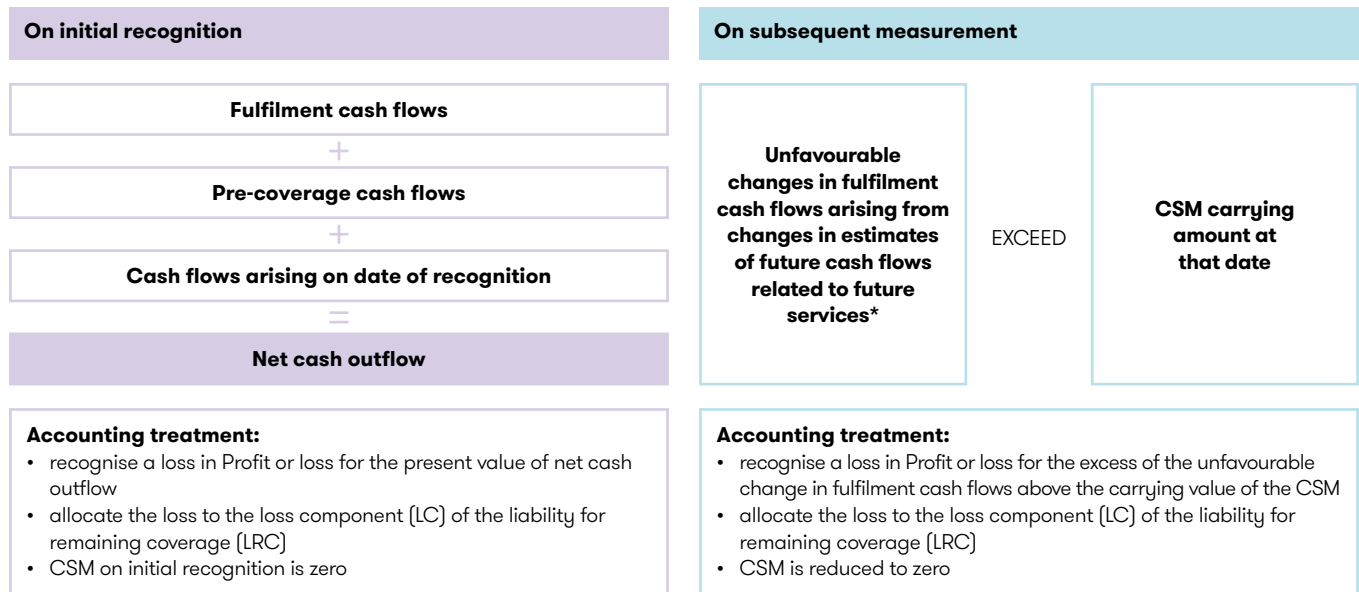 On initial recognition
Fulfilment cash flows
+
Pre-coverage cash flows
+
Cash flows arising on date of recognition
=
Net cash outflow
Accounting treatment:
• recognise a loss in Profit or loss for the present value of net cash
outflow
• allocate the loss to the loss component (LC) of the liability for
remaining coverage (LRC)
• CSM on initial recognition is zero
On subsequent measurement
Unfavourable
changes in fulfilment
cash flows arising from
changes in estimates
of future cash flows
related to future
services*
EXCEED
CSM carrying
amount at
that date
Accounting treatment:
• recognise a loss in Profit or loss for the excess of the unfavourable
change in fulfilment cash flows above the carrying value of the CSM
• allocate the loss to the loss component (LC) of the liability for
remaining coverage (LRC)
• CSM is reduced to zero